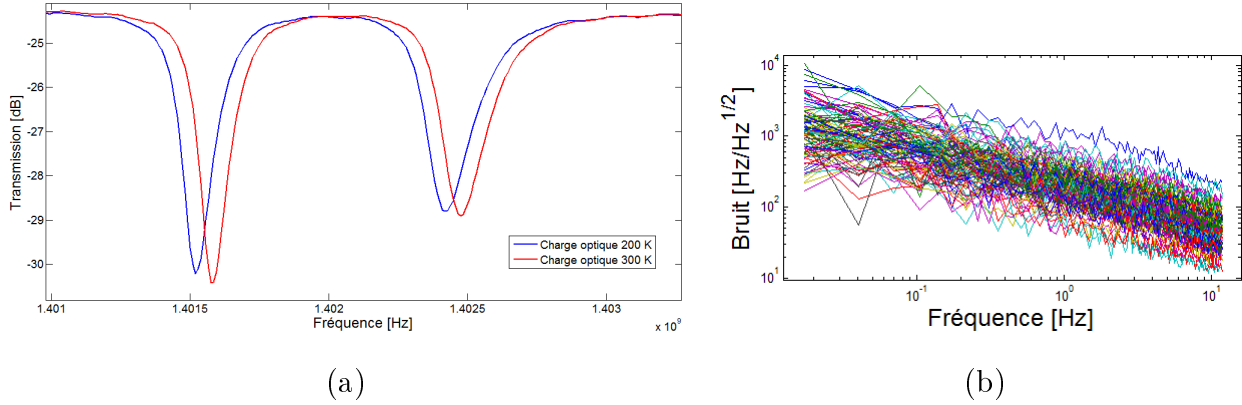 -25
-26
-27
-28
-29
-30
Transmission [dB]
Charge optique 200 K
Charge optique 300 K
1.401
1.4015
1.402
1.4025
1.403
x 10⁹
Fréquence [Hz]
(a)
10⁴
10³
10²
10¹
Bruit [Hz/Hz^1/2]
10⁻¹
10⁰
10¹
Fréquence [Hz]
(b)